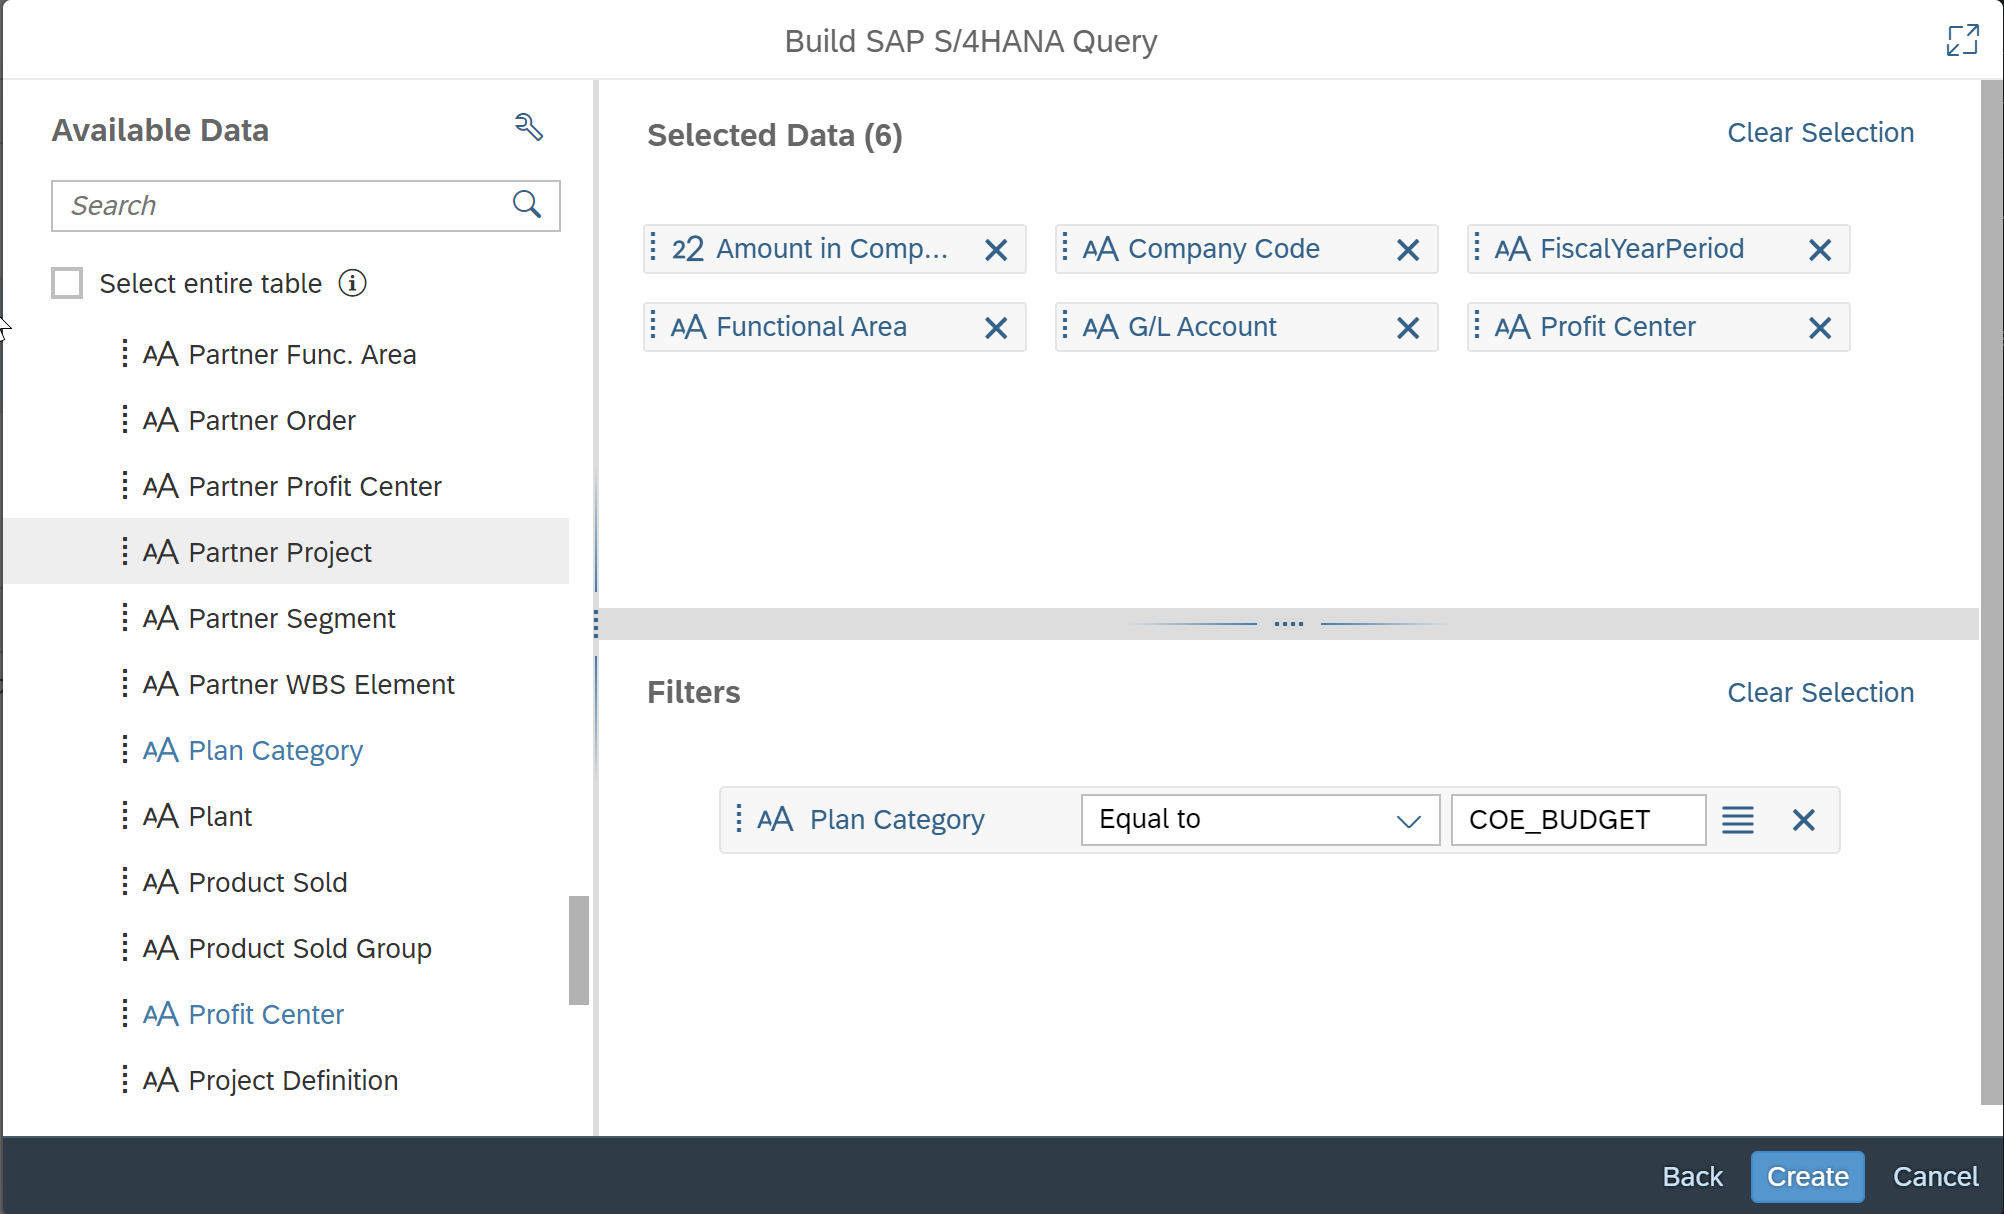 Build SAP S/4HANA Query
Available Data
Search
Select entire table
AA Partner Func. Area
AA Partner Order
AA Partner Profit Center
AA Partner Project
AA Partner Segment
AA Partner WBS Element
AA Plan Category
AA Plant
AA Product Sold
AA Product Sold Group
AA Profit Center
AA Project Definition
Selected Data (6)
Clear Selection
22 Amount in Comp... AA Company Code AA FiscalYearPeriod
AA Functional Area AA G/L Account AA Profit Center
Filters
Clear Selection
AA Plan Category Equal to COE_BUDGET
Back Create Cancel